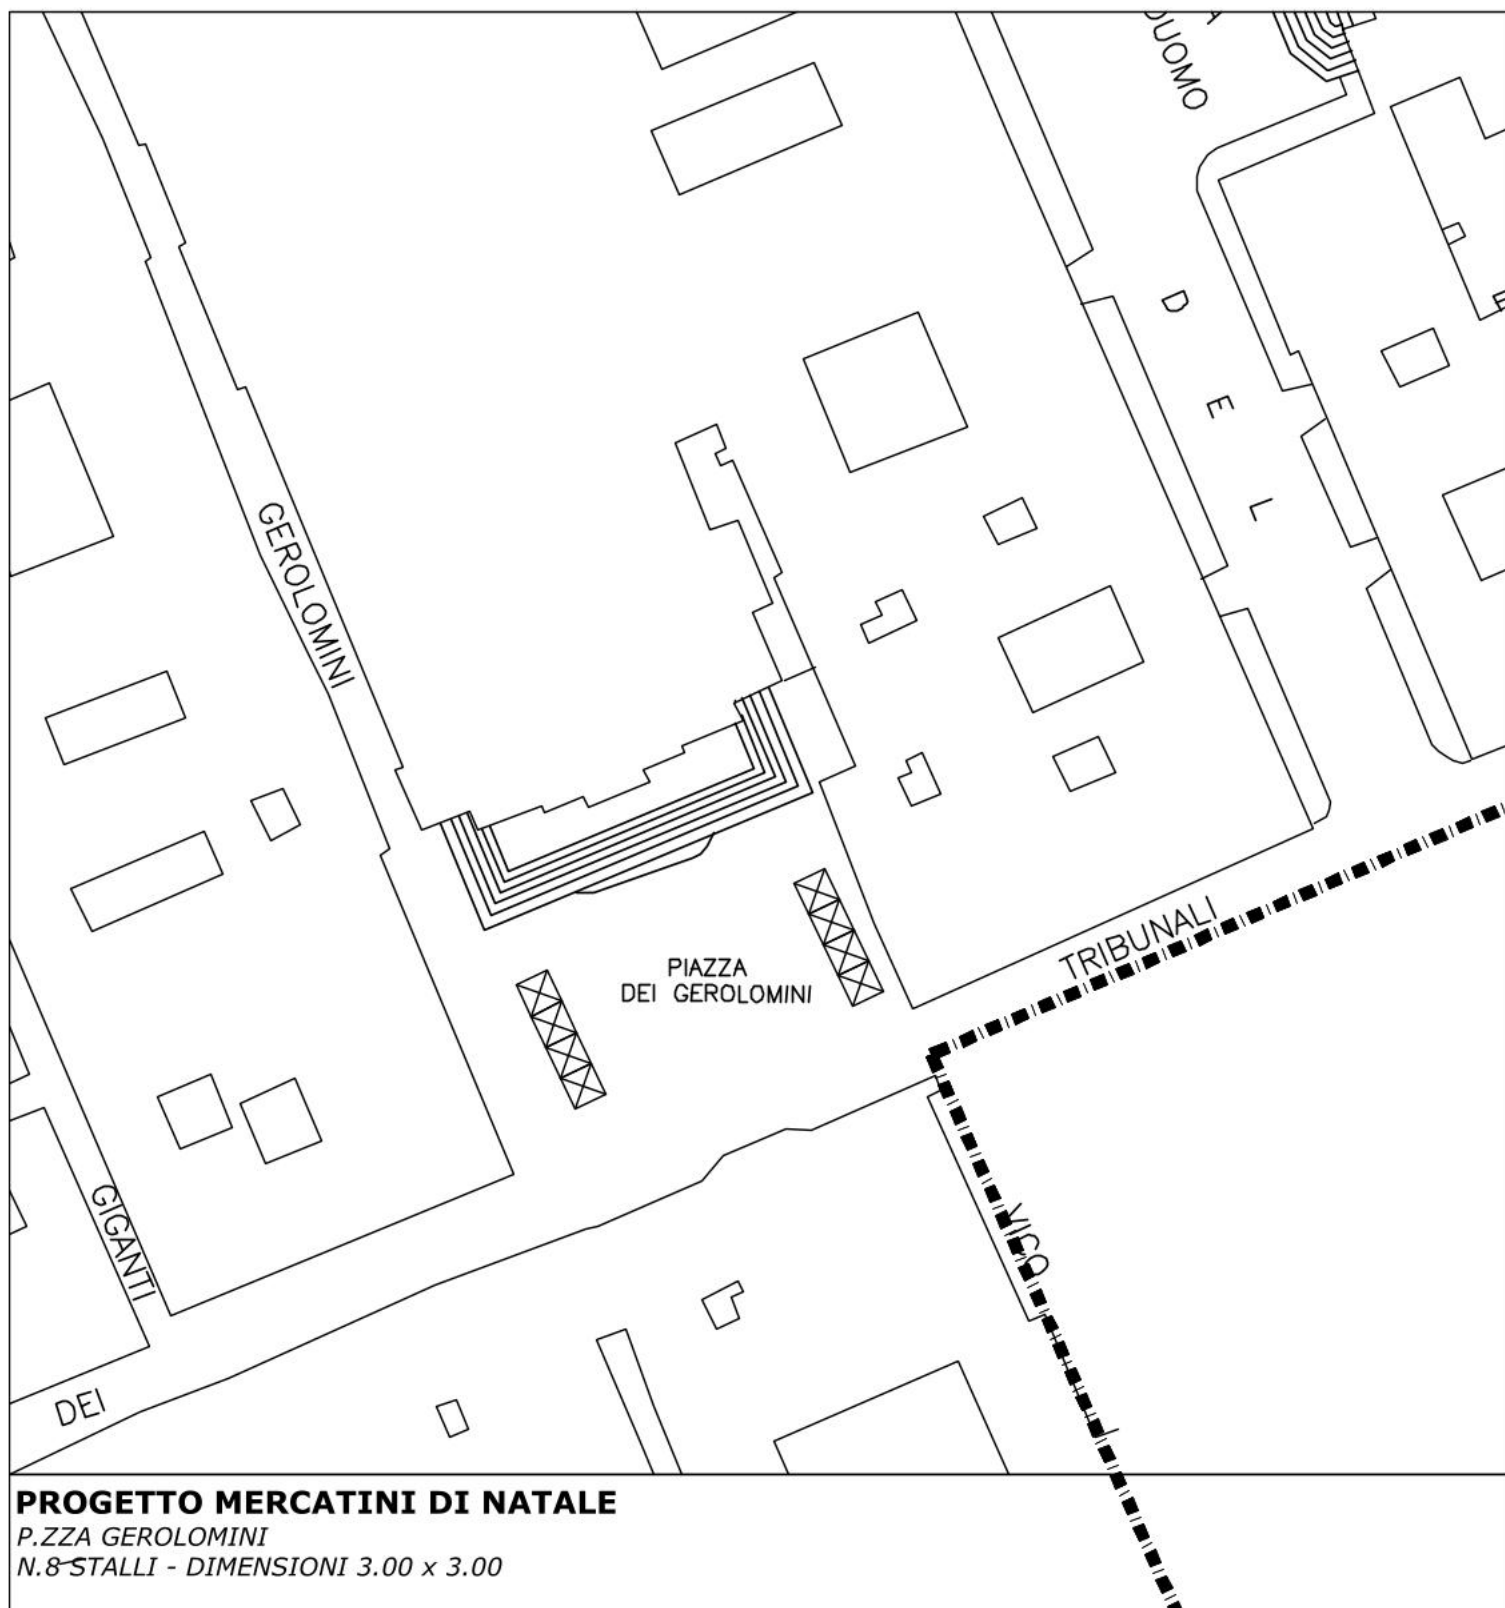 DUOMO
D E L
GEROLOMINI
PIAZZA
DEI GEROLOMINI
TRIBUNALI
GIGANTI
VICO
DEI
PROGETTO MERCATINI DI NATALE
P.ZZA GEROLOMINI
N.8 STALLI - DIMENSIONI 3.00 x 3.00